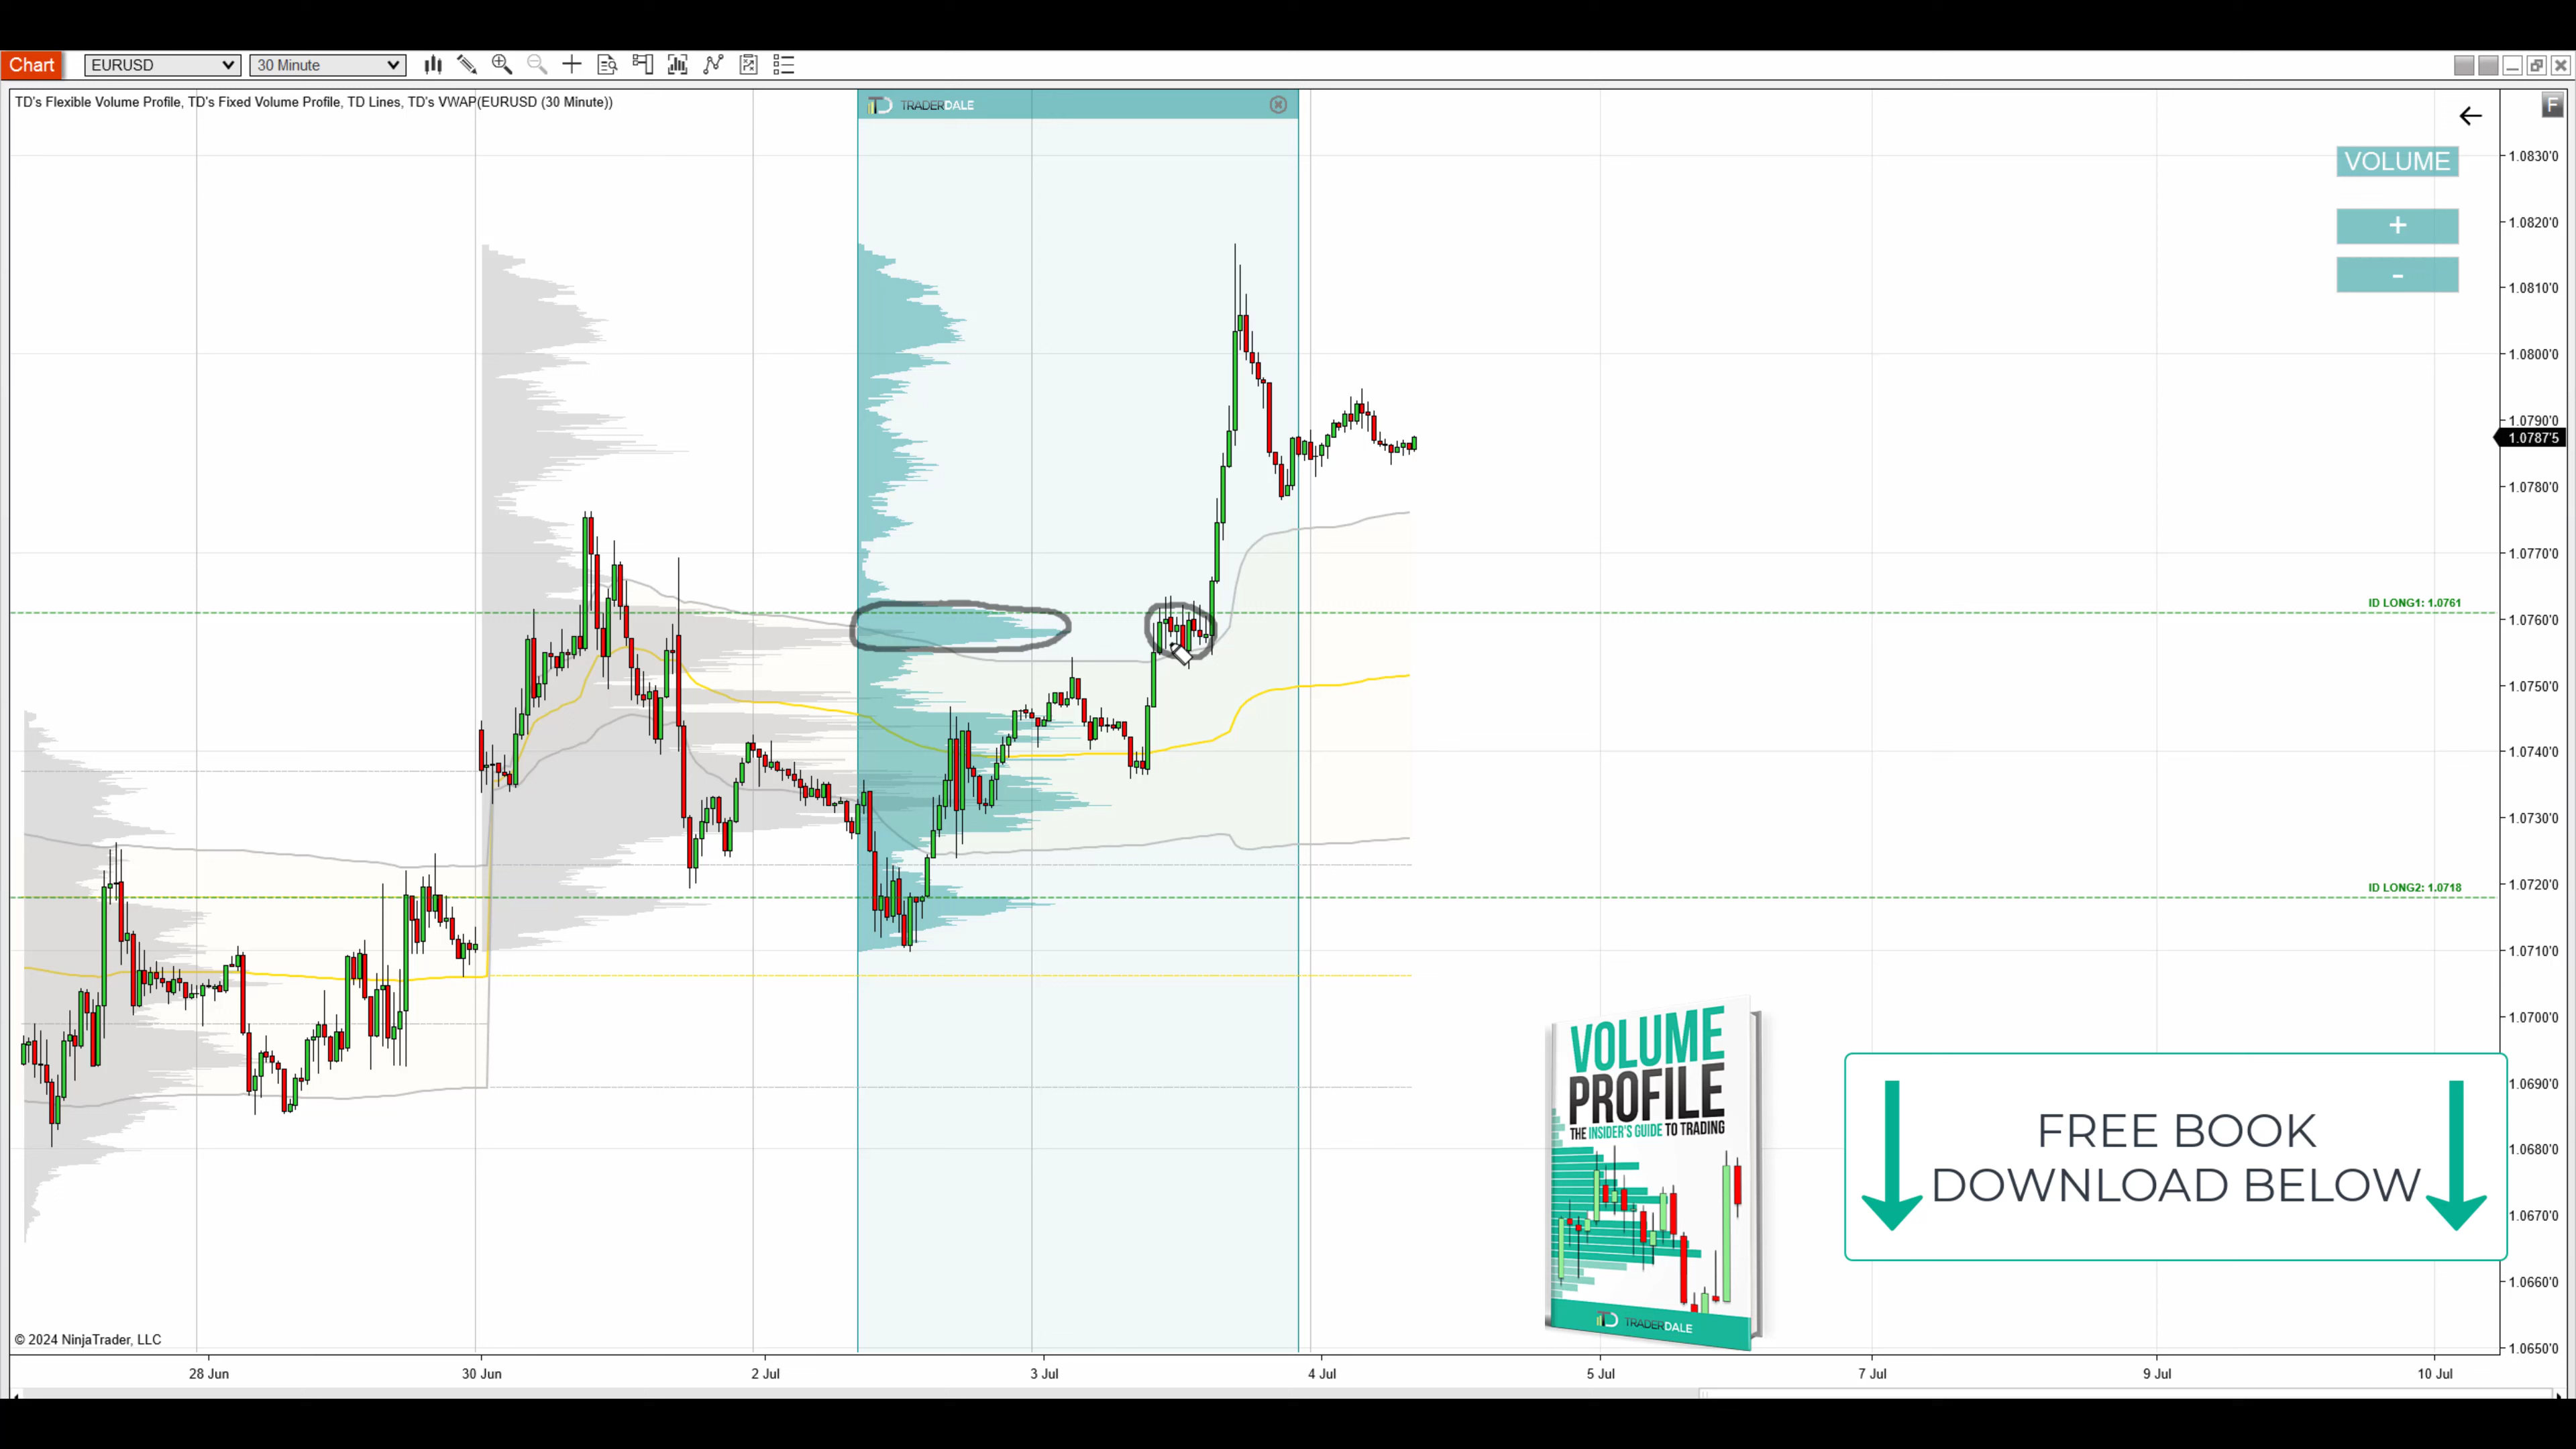 Chart
EURUSD
30 Minute
TD's Flexible Volume Profile, TD's Fixed Volume Profile, TD Lines, TD's VWAP(EURUSD (30 Minute))
TRADERDALE
F
VOLUME
+
-
1.0830'0
1.0820'0
1.0810'0
1.0800'0
1.0790'0
1.0787'5
1.0780'0
1.0770'0
ID LONG1: 1.0761
1.0760'0
1.0750'0
1.0740'0
1.0730'0
ID LONG2: 1.0718
1.0720'0
1.0710'0
1.0700'0
1.0690'0
1.0680'0
1.0670'0
1.0660'0
1.0650'0
VOLUME
PROFILE
THE INSIDER'S GUIDE TO TRADING
TRADERDALE
FREE BOOK
DOWNLOAD BELOW
© 2024 NinjaTrader, LLC
28 Jun
30 Jun
2 Jul
3 Jul
4 Jul
5 Jul
7 Jul
9 Jul
10 Jul